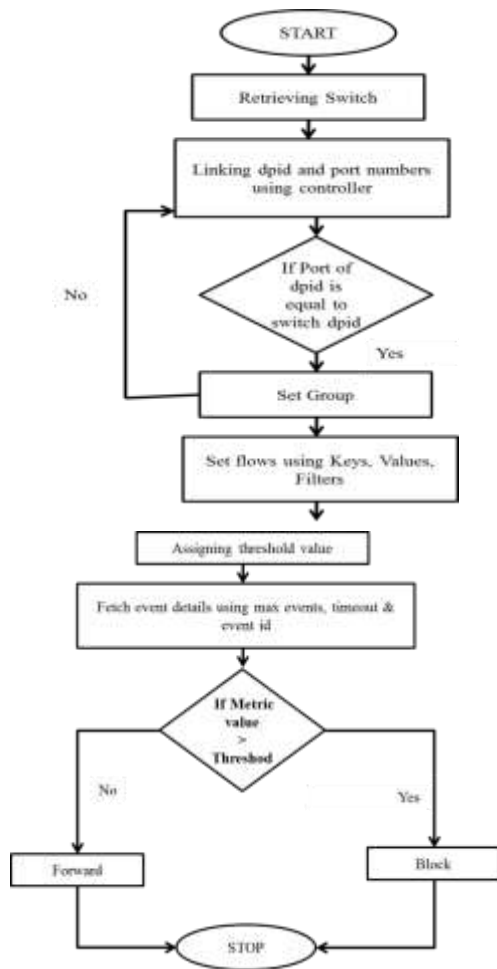 START
Retrieving Switch
Linking dpid and port numbers
using controller
If Port of
dpid is
equal to
switch dpid
No
Yes
Set Group
Set flows using Keys, Values,
Filters
Assigning threshold value
Fetch event details using max events, timeout &
event id
If Metric
value
>
Threshod
No
Yes
Forward
Block
STOP